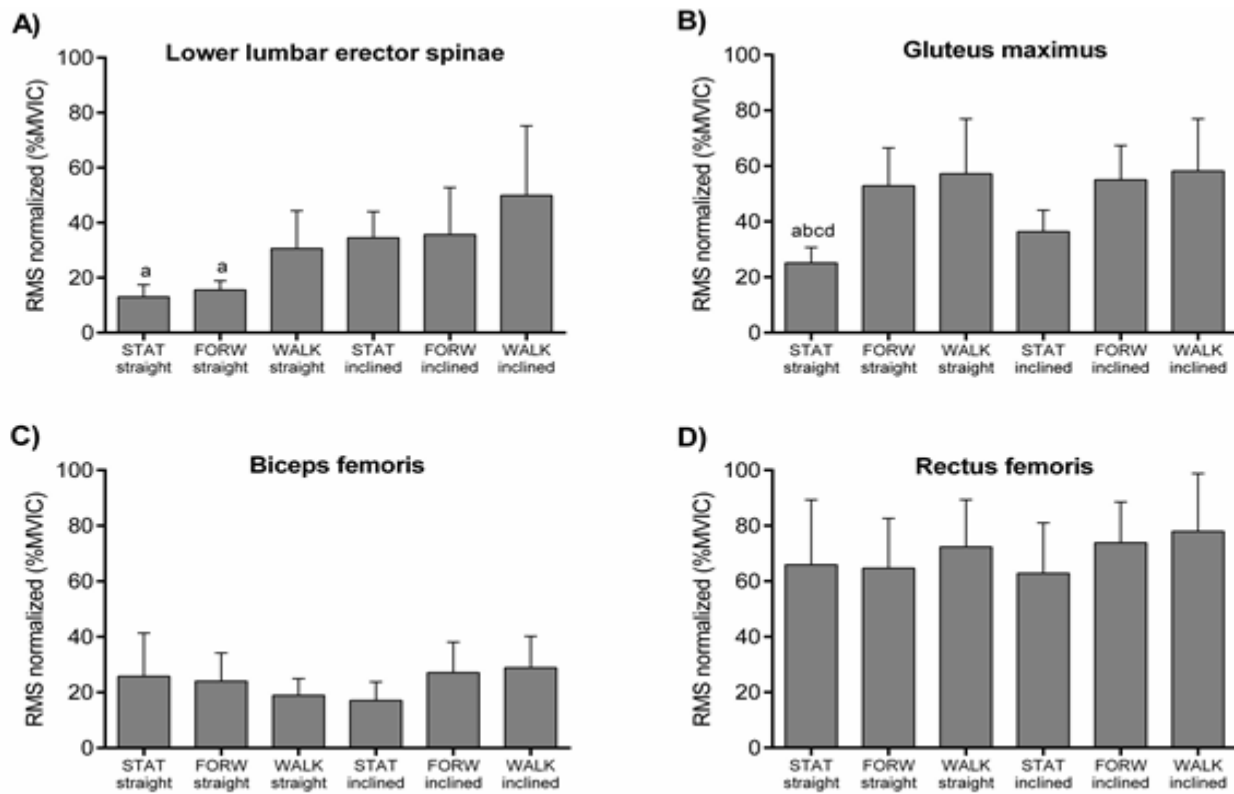 A)
Lower lumbar erector spinae
RMS normalized (%MVIC)
100
80
60
40
20
0
a
a
STAT straight
FORW straight
WALK straight
STAT inclined
FORW inclined
WALK inclined
B)
Gluteus maximus
RMS normalized (%MVIC)
100
80
60
40
20
0
abcd
STAT straight
FORW straight
WALK straight
STAT inclined
FORW inclined
WALK inclined
C)
Biceps femoris
RMS normalized (%MVIC)
100
80
60
40
20
0
STAT straight
FORW straight
WALK straight
STAT inclined
FORW inclined
WALK inclined
D)
Rectus femoris
RMS normalized (%MVIC)
100
80
60
40
20
0
STAT straight
FORW straight
WALK straight
STAT inclined
FORW inclined
WALK inclined